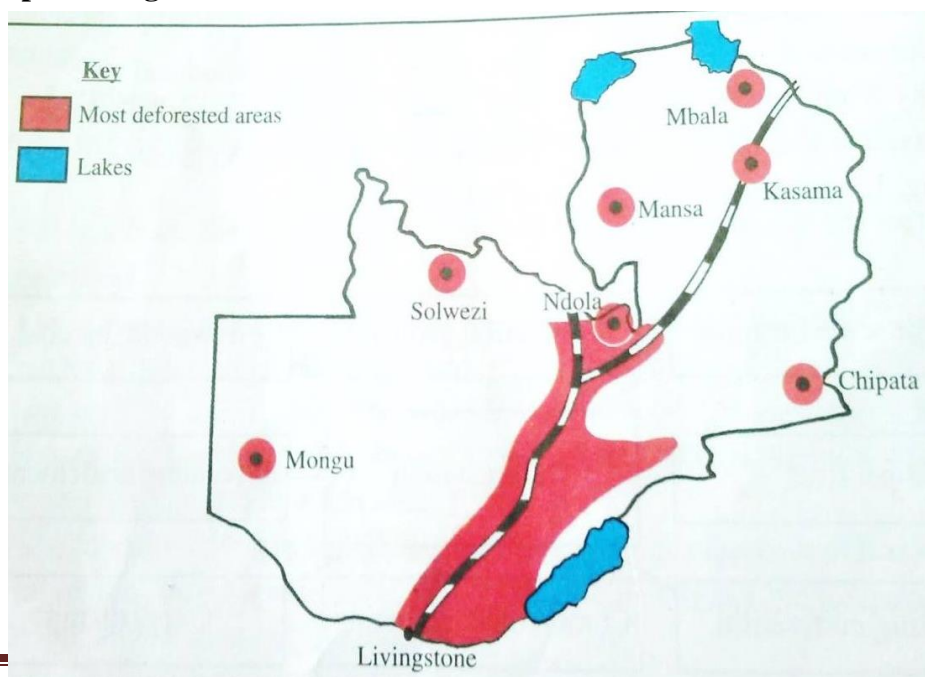 Key
Most deforested areas
Lakes
Mbala
Kasama
Mansa
Solwezi
Ndola
Chipata
Mongu
Livingstone